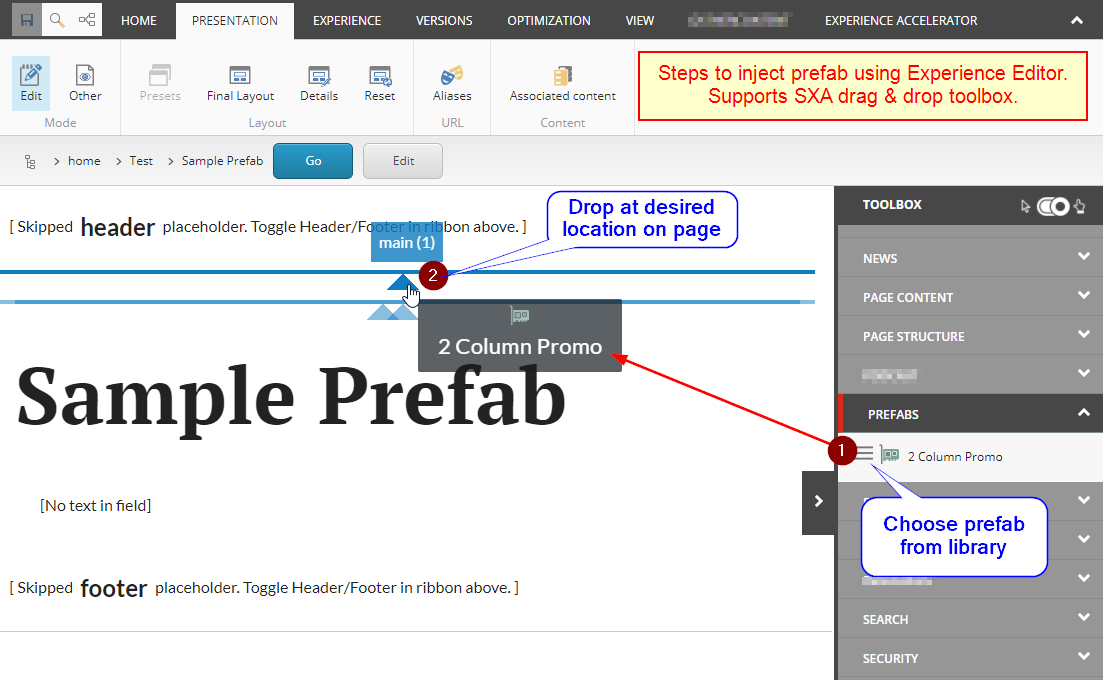 HOME PRESENTATION EXPERIENCE VERSIONS OPTIMIZATION VIEW EXPERIENCE ACCELERATOR
Edit Other Presets Final Layout Details Reset Aliases Associated content
Mode Layout URL Content
Steps to inject prefab using Experience Editor.
Supports SXA drag & drop toolbox.
home Test Sample Prefab Go Edit
[ Skipped header placeholder. Toggle Header/Footer in ribbon above. ]
main (1)
Drop at desired
location on page
2
2 Column Promo
Sample Prefab
[No text in field]
[ Skipped footer placeholder. Toggle Header/Footer in ribbon above. ]
TOOLBOX
NEWS
PAGE CONTENT
PAGE STRUCTURE
PREFABS
1
2 Column Promo
Choose prefab
from library
SEARCH
SECURITY